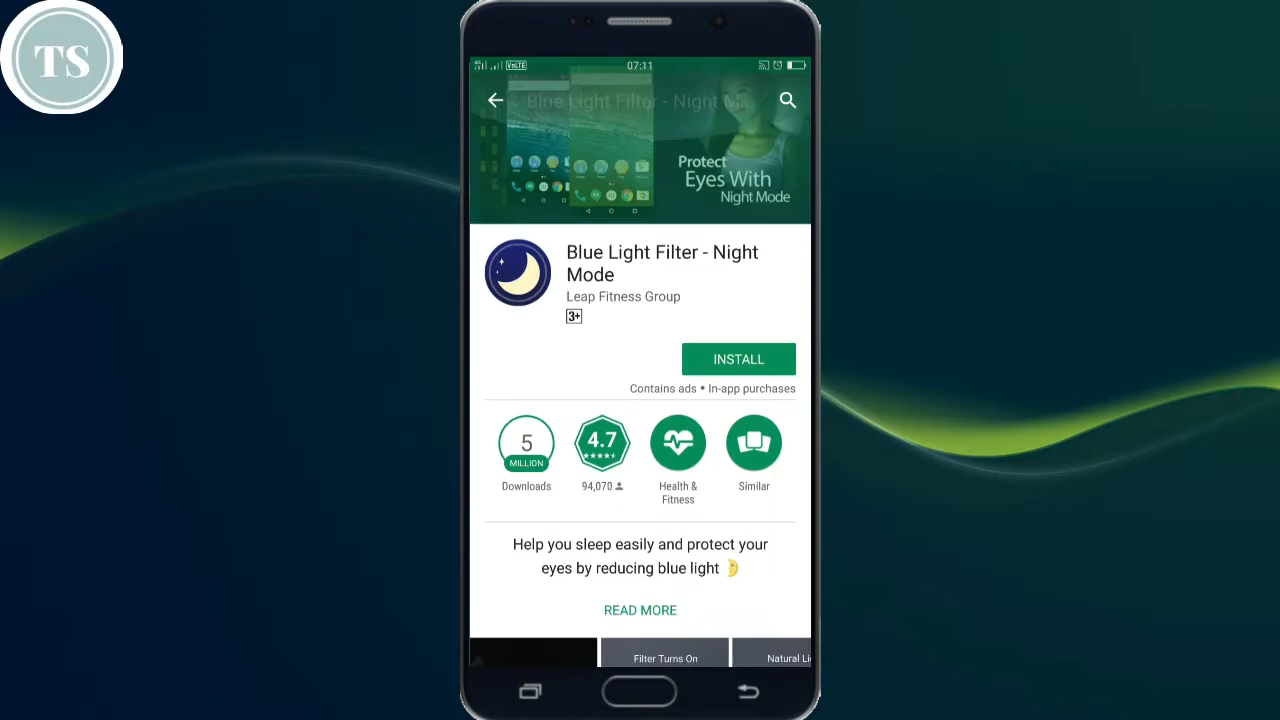 TS
VoLTE
07:11
Blue Light Filter - Night M...
Protect
Eyes With
Night Mode
Blue Light Filter - Night
Mode
Leap Fitness Group
3+
INSTALL
Contains ads • In-app purchases
5
MILLION
Downloads
4.7
94,070
Health &
Fitness
Similar
Help you sleep easily and protect your
eyes by reducing blue light 🌛
READ MORE
Filter Turns On
Natural Li